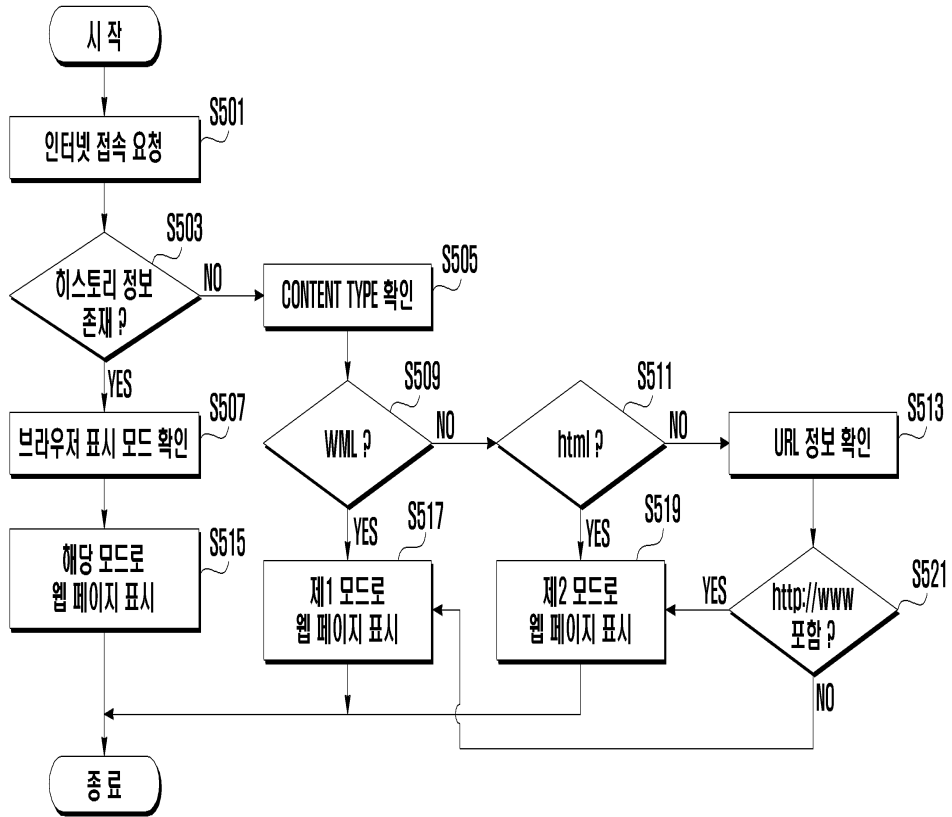 시 작
S501
인터넷 접속 요청
S503
히스토리 정보
존재 ?
NO
S505
CONTENT TYPE 확인
YES
S507
브라우저 표시 모드 확인
S509
WML ?
NO
S511
html ?
NO
S513
URL 정보 확인
S515
해당 모드로
웹 페이지 표시
YES
S517
제1 모드로
웹 페이지 표시
YES
S519
제2 모드로
웹 페이지 표시
YES
S521
http://www
포함 ?
NO
종 료